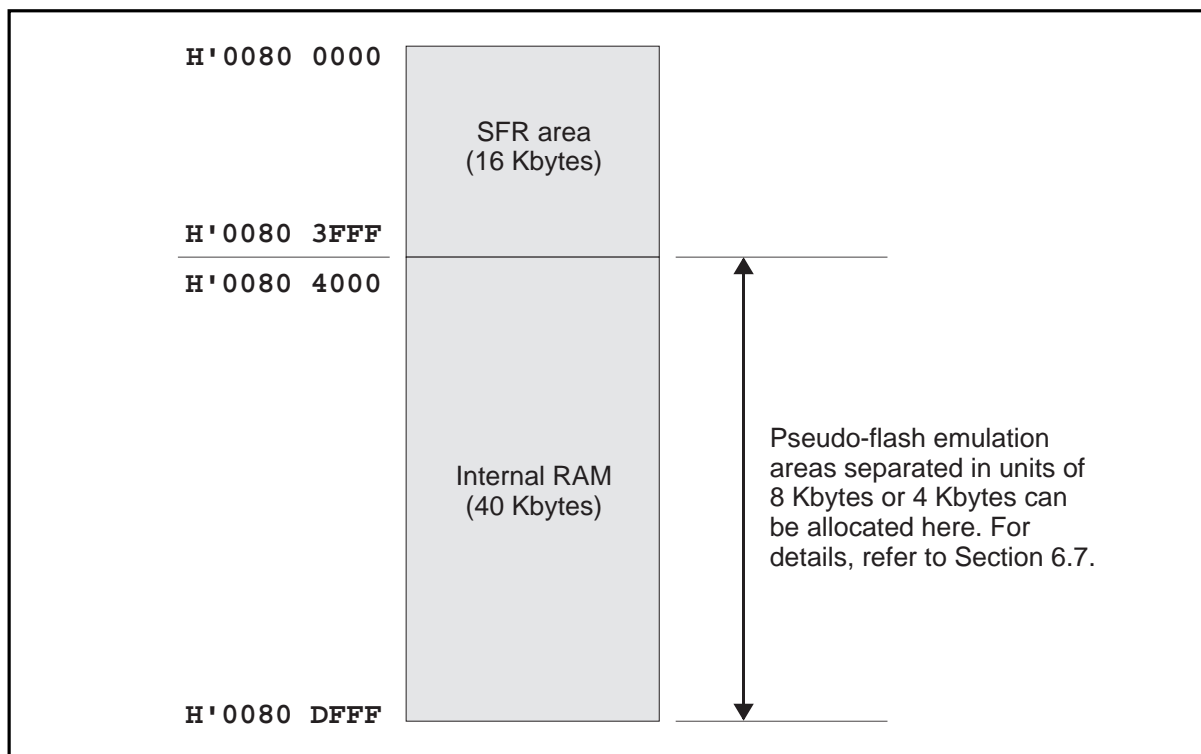 H'0080 0000
SFR area
(16 Kbytes)
H'0080 3FFF
H'0080 4000
Internal RAM
(40 Kbytes)
Pseudo-flash emulation
areas separated in units of
8 Kbytes or 4 Kbytes can
be allocated here. For
details, refer to Section 6.7.
H'0080 DFFF